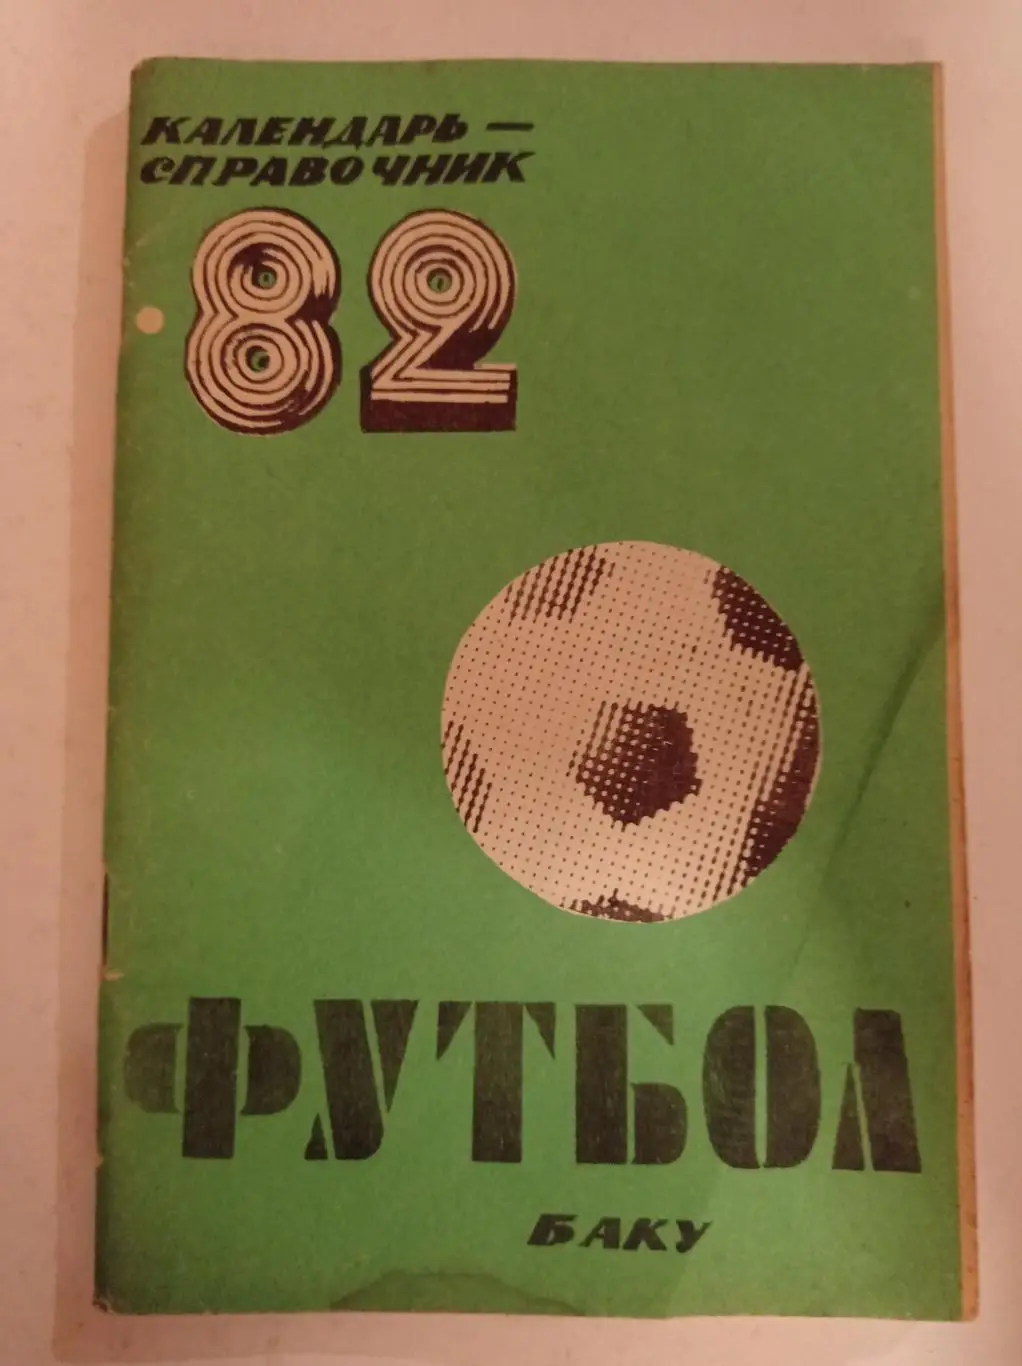 КАЛЕНДАРЬ —
СПРАВОЧНИК
82
ФУТБОЛ
БАКУ